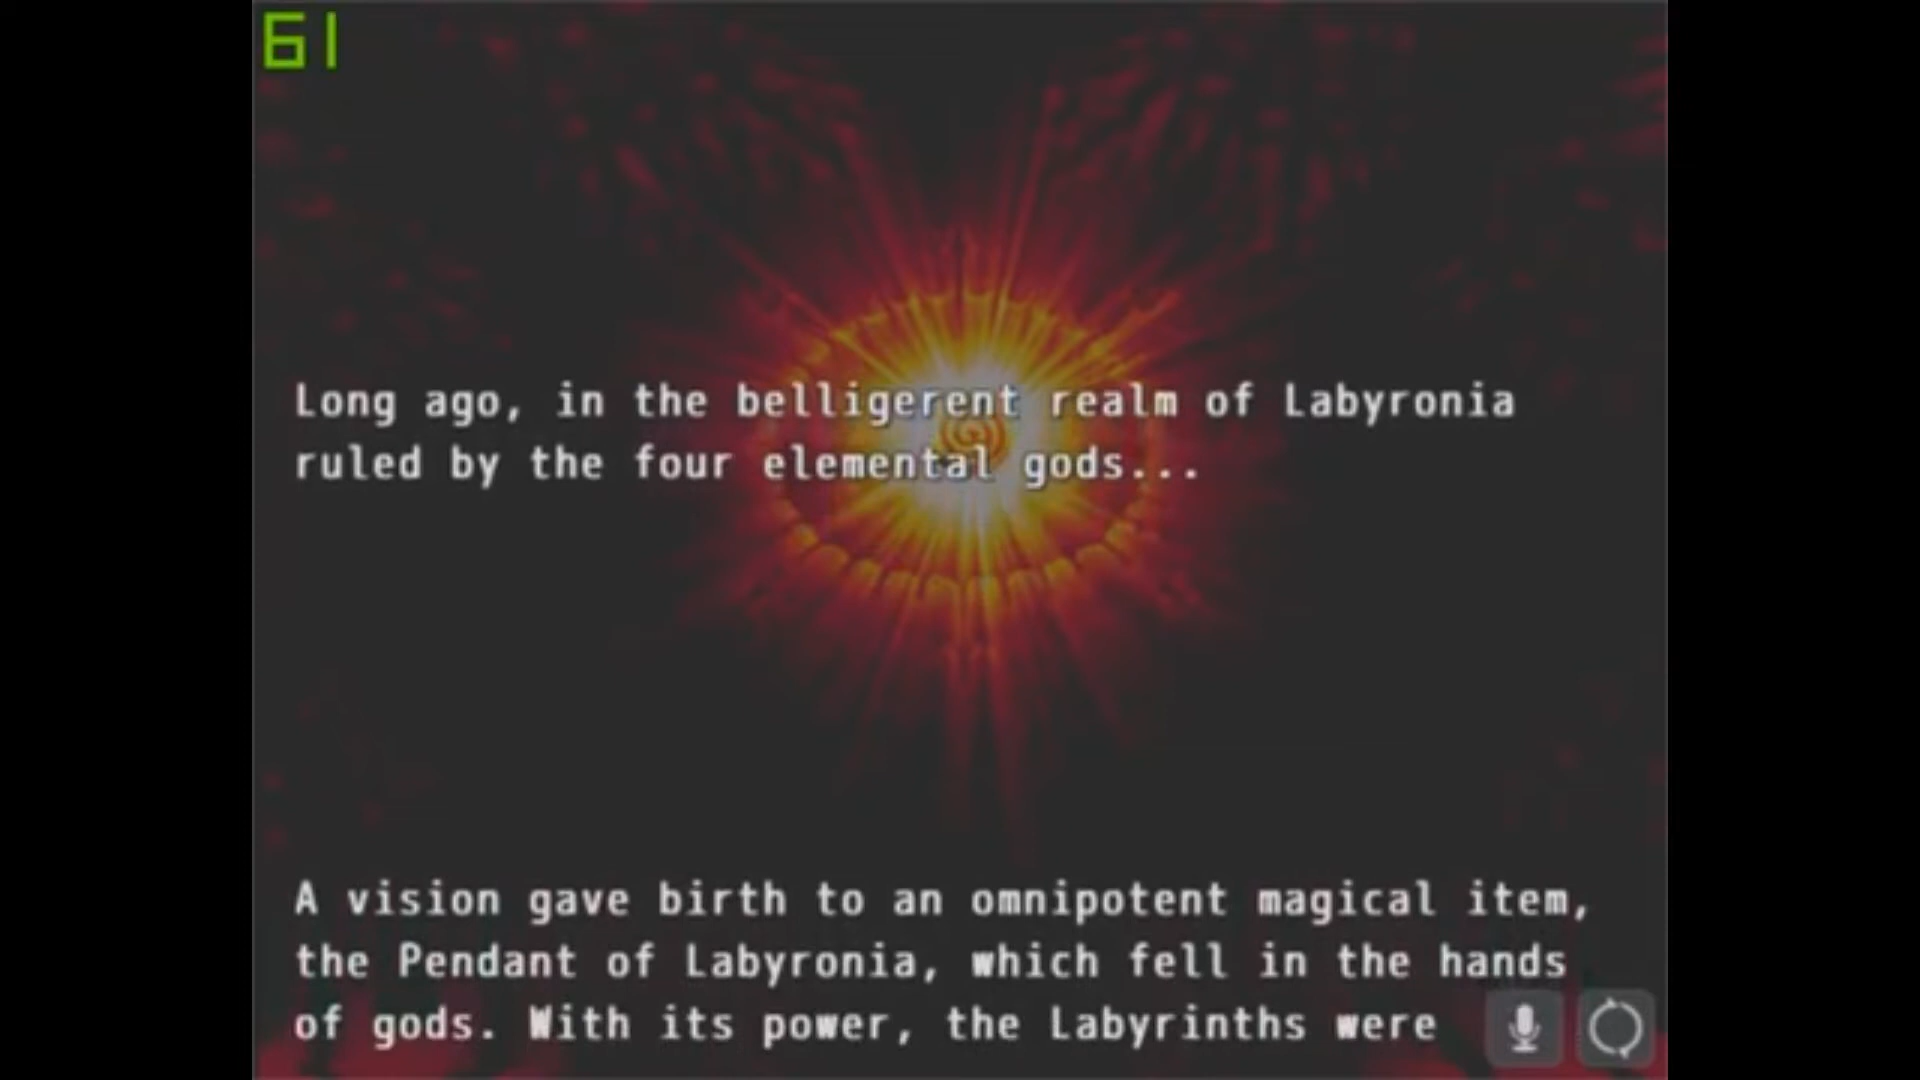 61
Long ago, in the belligerent realm of Labyronia
ruled by the four elemental gods...
A vision gave birth to an omnipotent magical item,
the Pendant of Labyronia, which fell in the hands
of gods. With its power, the Labyrinths were